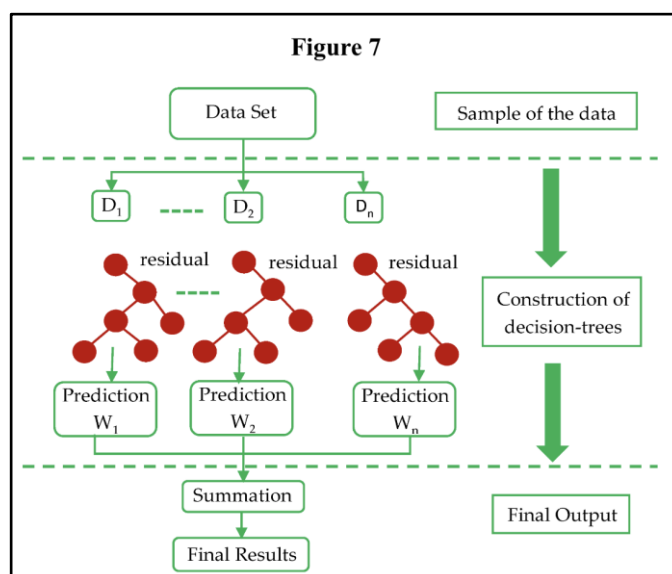 Figure 7
Data Set
Sample of the data
D₁
D₂
Dₙ
residual
residual
residual
Construction of
decision-trees
Prediction
W₁
Prediction
W₂
Prediction
Wₙ
Summation
Final Output
Final Results